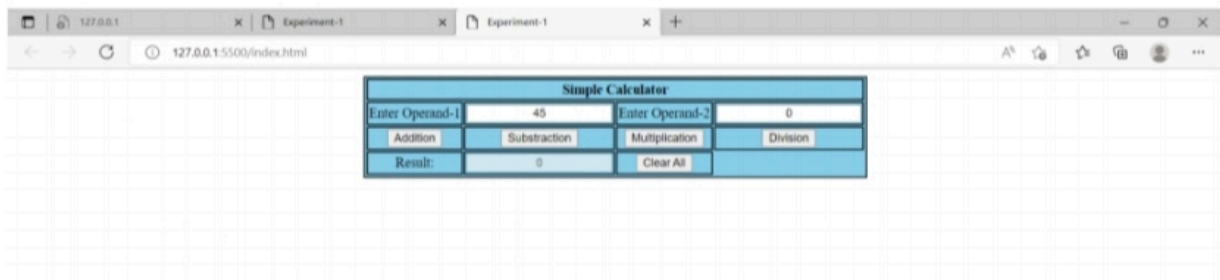 127.0.0.1 Experiment-1 Experiment-1
127.0.0.1:5500/index.html
Simple Calculator
Enter Operand-1 45 Enter Operand-2 0
Addition Substraction Multiplication Division
Result: 0 Clear All